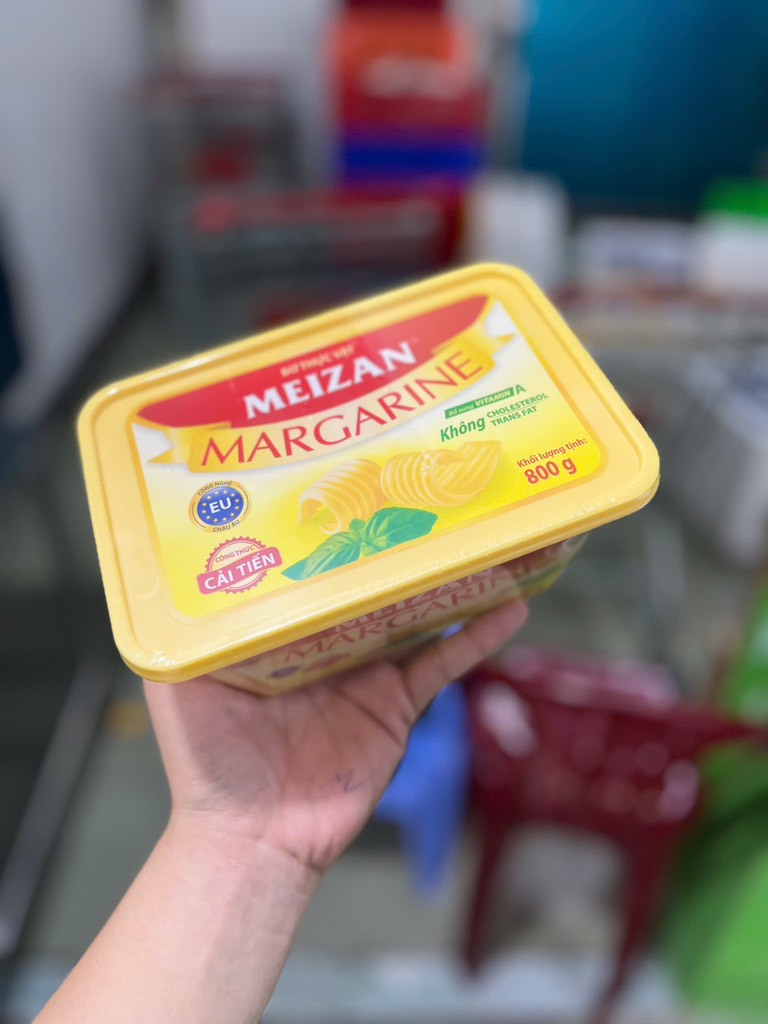 BƠ THỰC VẬT
MEIZAN
MARGARINE
Bổ sung VITAMIN A
Không CHOLESTEROL
TRANS FAT
Khối lượng tịnh:
800 g
CÔNG NGHỆ
EU
CHÂU ÂU
CÔNG THỨC
CẢI TIẾN
MEIZAN
MARGARINE